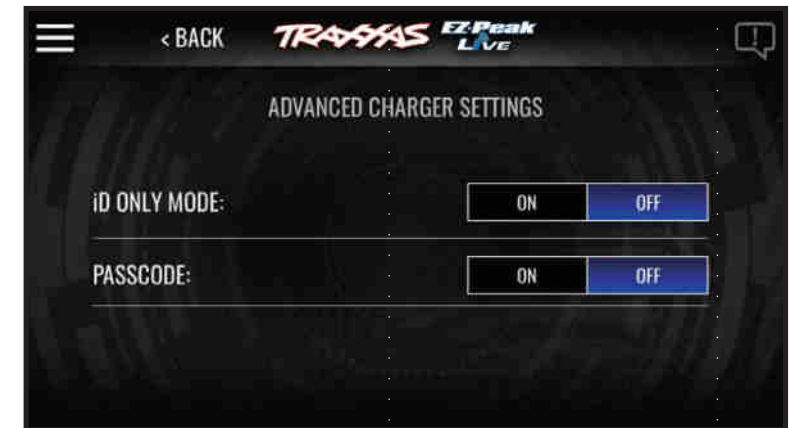 < BACK TRAXXAS EZ-Peak
LIVE
ADVANCED CHARGER SETTINGS
iD ONLY MODE: ON OFF
PASSCODE: ON OFF